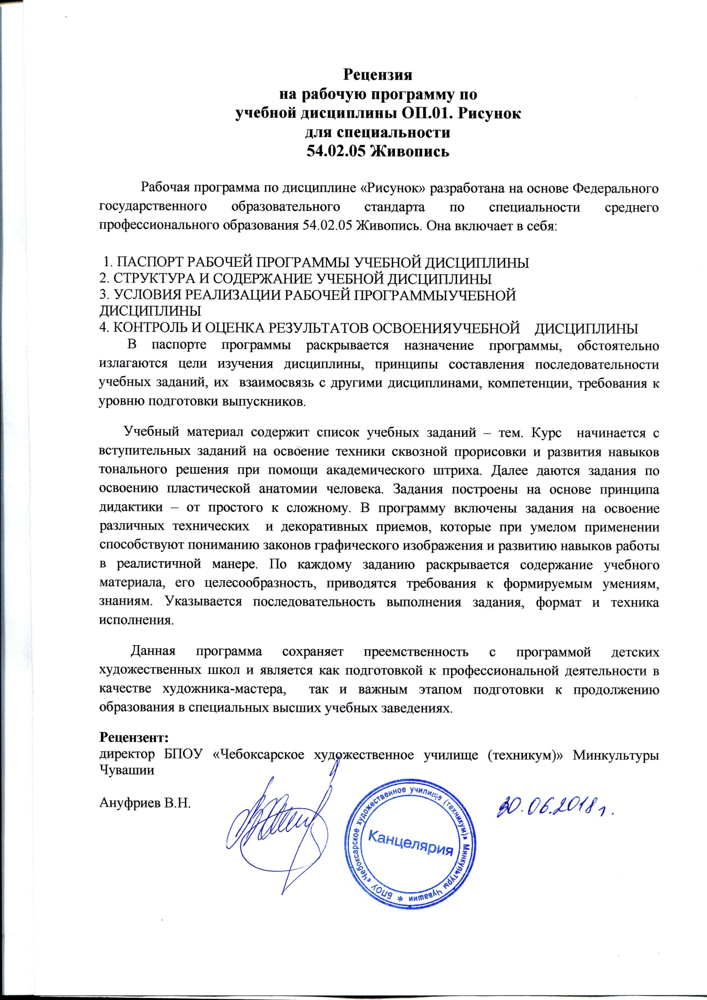 Рецензия
на рабочую программу по
учебной дисциплины ОП.01. Рисунок
для специальности
54.02.05 Живопись
Рабочая программа по дисциплине «Рисунок» разработана на основе Федерального
государственного образовательного стандарта по специальности среднего
профессионального образования 54.02.05 Живопись. Она включает в себя:
1. ПАСПОРТ РАБОЧЕЙ ПРОГРАММЫ УЧЕБНОЙ ДИСЦИПЛИНЫ
2. СТРУКТУРА И СОДЕРЖАНИЕ УЧЕБНОЙ ДИСЦИПЛИНЫ
3. УСЛОВИЯ РЕАЛИЗАЦИИ РАБОЧЕЙ ПРОГРАММЫУЧЕБНОЙ
ДИСЦИПЛИНЫ
4. КОНТРОЛЬ И ОЦЕНКА РЕЗУЛЬТАТОВ ОСВОЕНИЯУЧЕБНОЙ ДИСЦИПЛИНЫ
В паспорте программы раскрывается назначение программы, обстоятельно
излагаются цели изучения дисциплины, принципы составления последовательности
учебных заданий, их взаимосвязь с другими дисциплинами, компетенции, требования к
уровню подготовки выпускников.
Учебный материал содержит список учебных заданий – тем. Курс начинается с
вступительных заданий на освоение техники сквозной прорисовки и развития навыков
тонального решения при помощи академического штриха. Далее даются задания по
освоению пластической анатомии человека. Задания построены на основе принципа
дидактики – от простого к сложному. В программу включены задания на освоение
различных технических и декоративных приемов, которые при умелом применении
способствуют пониманию законов графического изображения и развитию навыков работы
в реалистичной манере. По каждому заданию раскрывается содержание учебного
материала, его целесообразность, приводятся требования к формируемым умениям,
знаниям. Указывается последовательность выполнения задания, формат и техника
исполнения.
Данная программа сохраняет преемственность с программой детских
художественных школ и является как подготовкой к профессиональной деятельности в
качестве художника-мастера, так и важным этапом подготовки к продолжению
образования в специальных высших учебных заведениях.
Рецензент:
директор БПОУ «Чебоксарское художественное училище (техникум)» Минкультуры
Чувашии
Ануфриев В.Н.
30.06.2018 г.
БПОУ «Чебоксарское художественное училище (техникум)» Минкультуры Чувашии *
Канцелярия